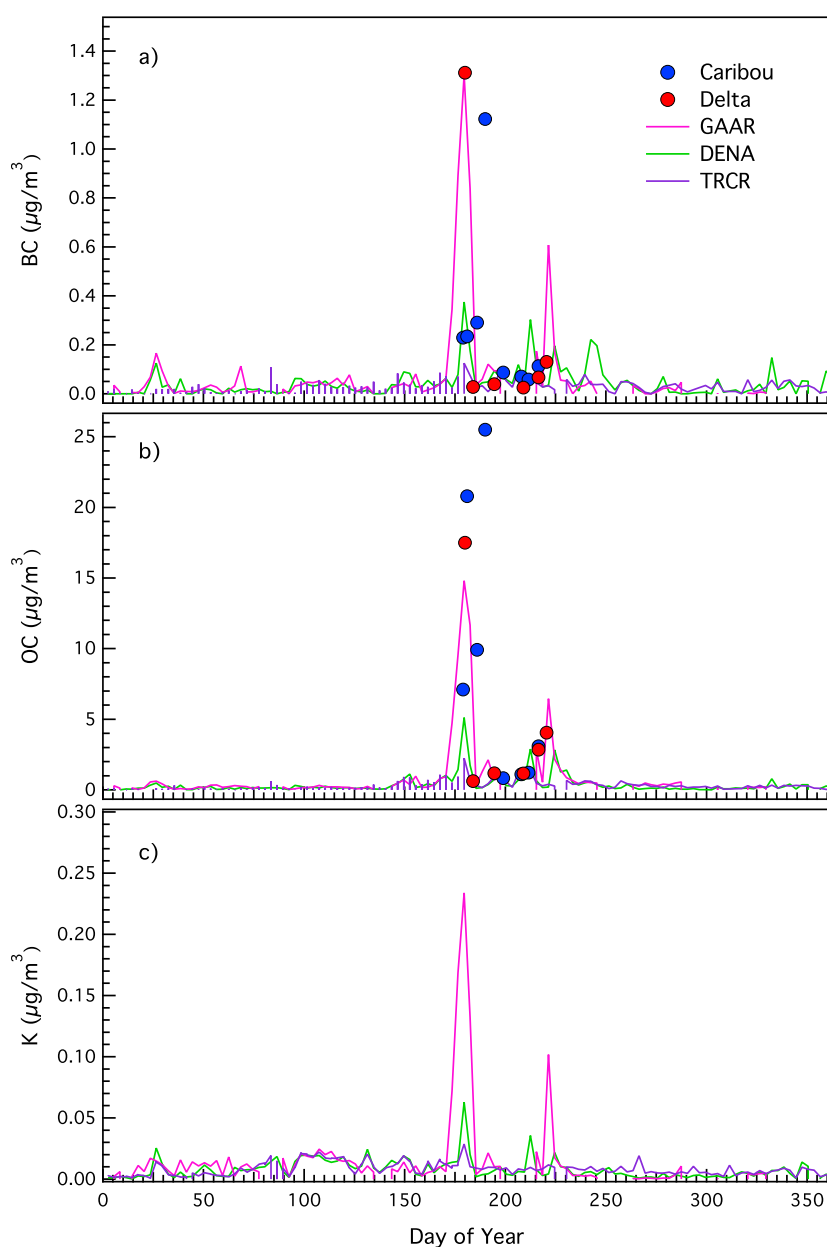 a)
Caribou
Delta
GAAR
DENA
TRCR
BC (µg/m³)
1.4
1.2
1.0
0.8
0.6
0.4
0.2
0.0
b)
OC (µg/m³)
25
20
15
10
5
0
c)
K (µg/m³)
0.30
0.25
0.20
0.15
0.10
0.05
0.00
0 50 100 150 200 250 300 350
Day of Year